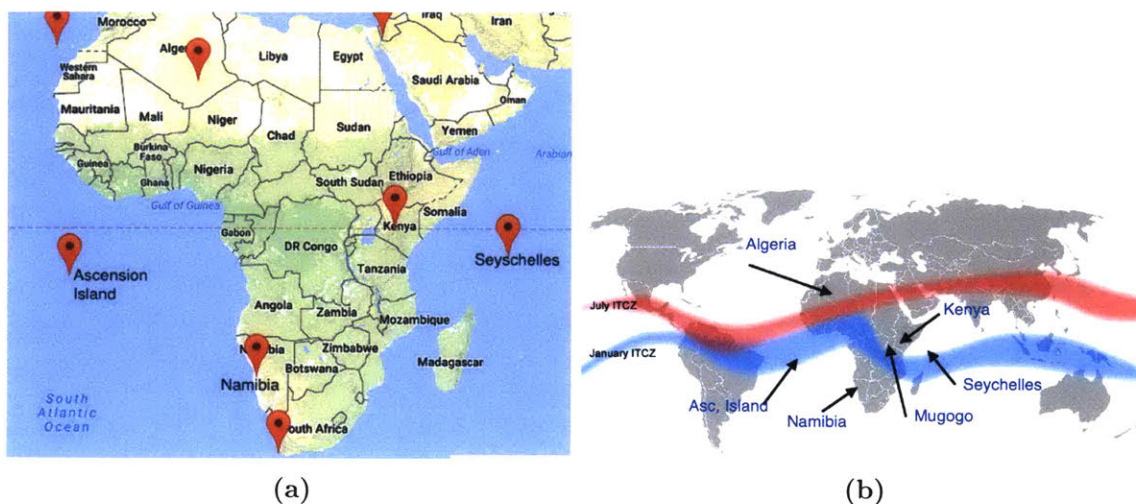 Morocco
Iraq
Iran
Alger
Libya
Egypt
Western
Sahara
Saudi Arabia
Oman
Mauritania
Mali
Niger
Chad
Sudan
Yemen
Gulf of Aden
Arabian
Burkina
Faso
Guinea
Nigeria
Ghana
South Sudan
Ethiopia
Somalia
Gulf of Guinea
Gabon
Kenya
DR Congo
Seyschelles
Ascension
Island
Tanzania
Angola
Zambia
Mozambique
Zimbabwe
Botswana
Madagascar
Namibia
South
Atlantic
Ocean
outh Africa
(a)
Algeria
July ITCZ
Kenya
January ITCZ
Seychelles
Asc, Island
Namibia
Mugogo
(b)